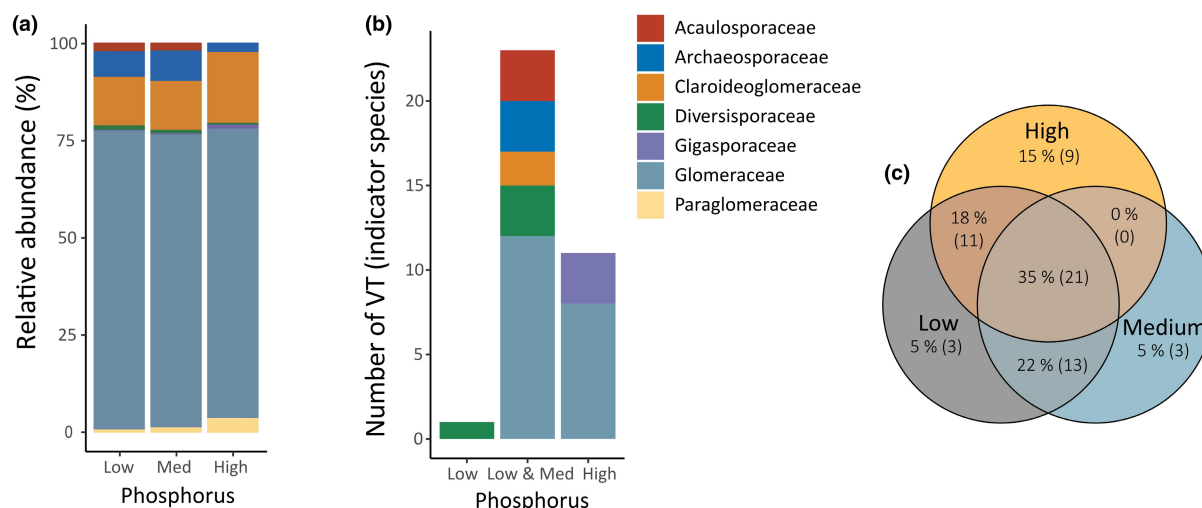 (a)
Relative abundance (%)
100
75
50
25
0
Low Med High
Phosphorus
(b)
Number of VT (indicator species)
20
15
10
5
0
Low Low & Med High
Phosphorus
Acaulosporaceae
Archaeosporaceae
Claroideoglomeraceae
Diversisporaceae
Gigasporaceae
Glomeraceae
Paraglomeraceae
(c)
High
15 % (9)
18 %
(11)
0 %
(0)
35 % (21)
Low
5 % (3)
Medium
5 % (3)
22 % (13)